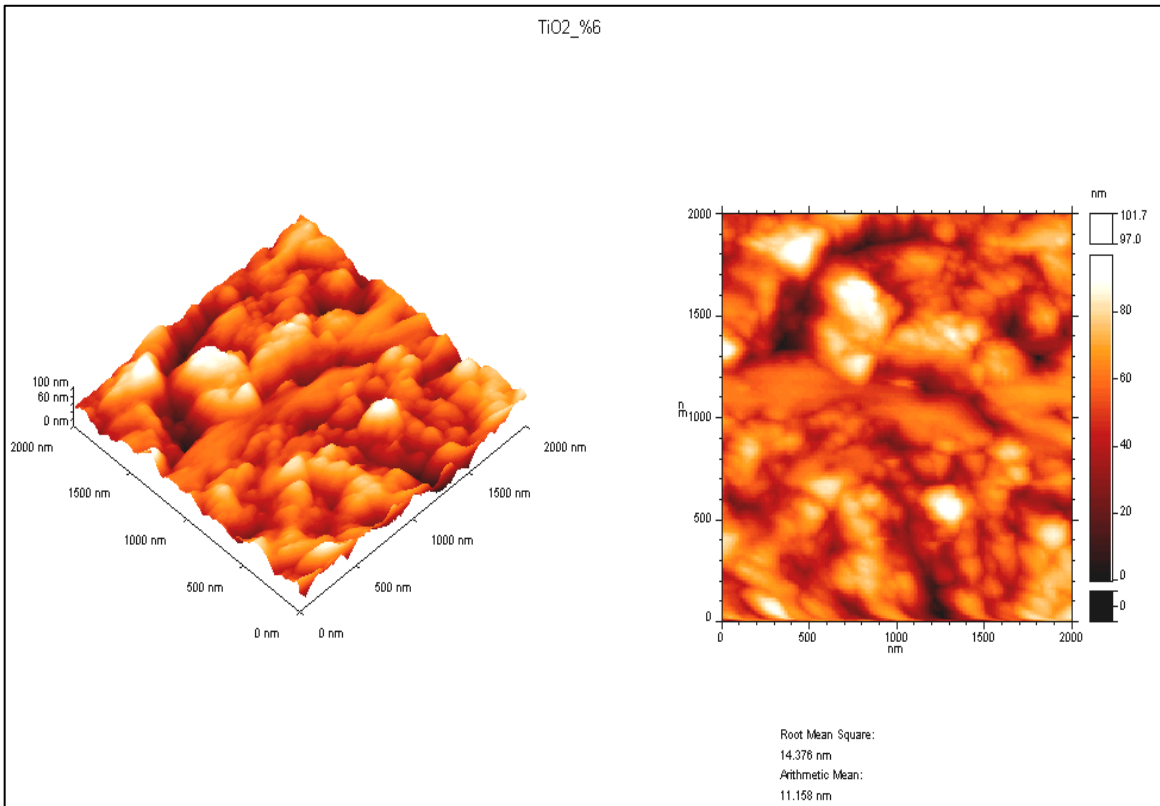 TiO2_%6
100 nm
60 nm
0 nm
2000 nm
1500 nm
1000 nm
500 nm
0 nm
0 nm
500 nm
1000 nm
1500 nm
2000 nm
2000
1500
1000
500
0
nm
0
500
1000
1500
2000
nm
nm
101.7
97.0
80
60
40
20
0
0
Root Mean Square:
14.376 nm
Arithmetic Mean:
11.158 nm